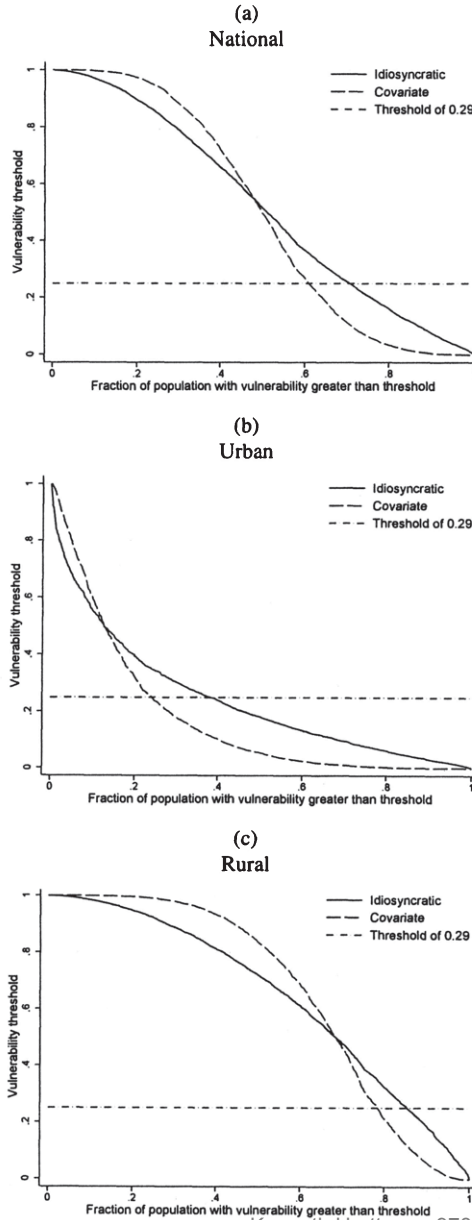 (a)
National
Idiosyncratic
Covariate
Threshold of 0.29
Vulnerability threshold
1
.8
.6
.4
.2
0
0 .2 .4 .6 .8 1
Fraction of population with vulnerability greater than threshold
(b)
Urban
Idiosyncratic
Covariate
Threshold of 0.29
Vulnerability threshold
1
.8
.6
.4
.2
0
0 .2 .4 .6 .8 1
Fraction of population with vulnerability greater than threshold
(c)
Rural
Idiosyncratic
Covariate
Threshold of 0.29
Vulnerability threshold
1
.8
.6
.4
.2
0
0 .2 .4 .6 .8 1
Fraction of population with vulnerability greater than threshold